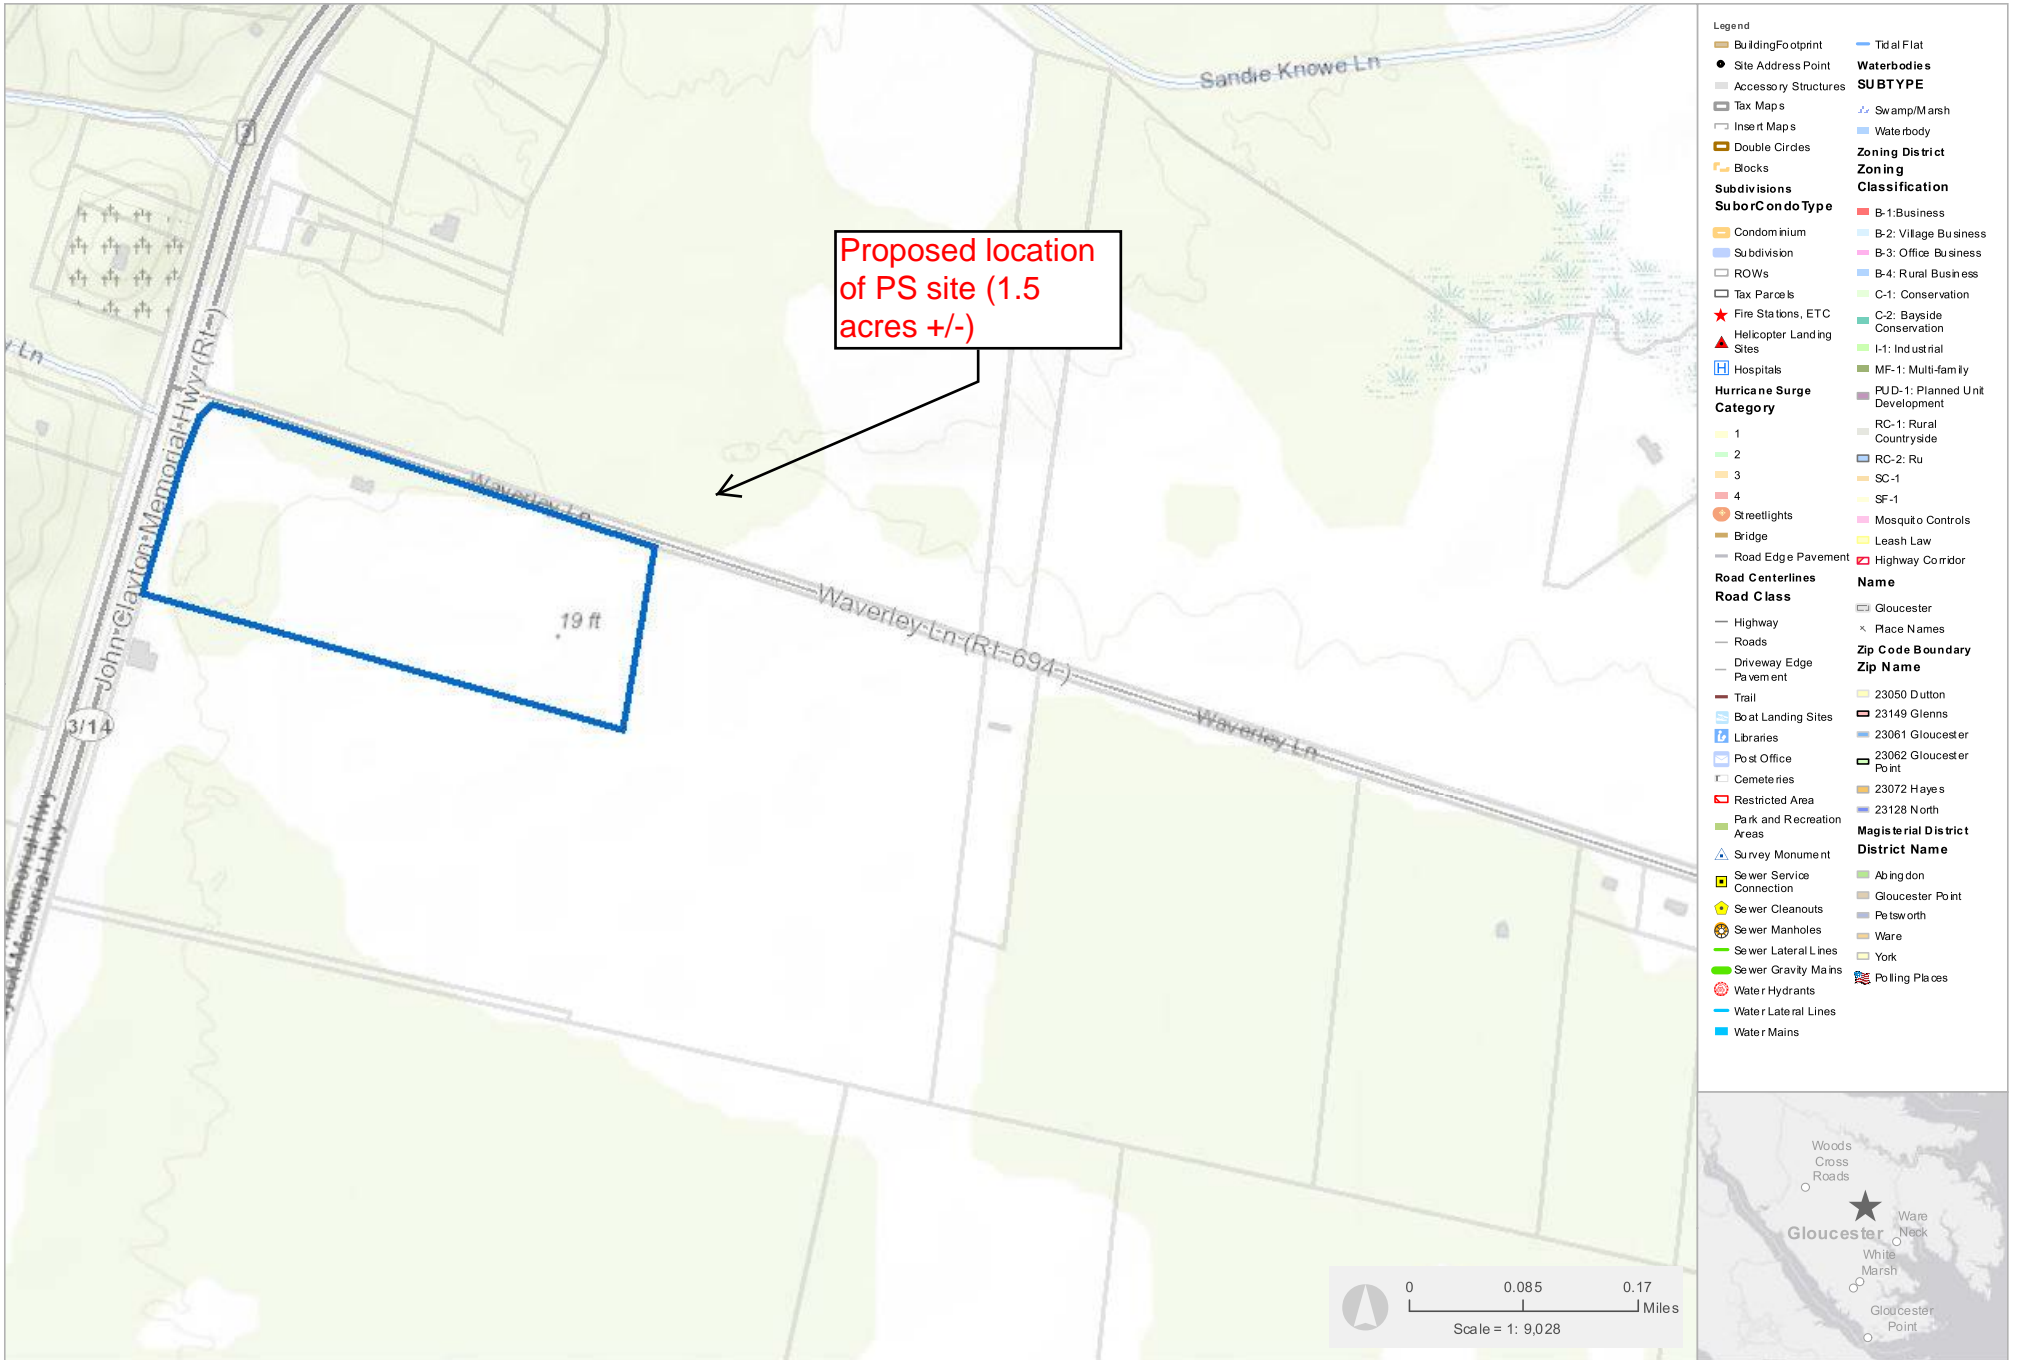 Sandie Knowe Ln
3
Proposed location
of PS site (1.5
acres +/-)
John Clayton Memorial Hwy (Rt )
Waverley Ln
19 ft
Waverley Ln (Rt 694 )
Waverley Ln
3/14
Memorial Hwy
Memorial Hwy
Ln
0 0.085 0.17
Miles
Scale = 1: 9,028
Legend
BuildingFootprint
Site Address Point
Accessory Structures
Tax Maps
Insert Maps
Double Circles
Blocks
Subdivisions
SuborCondoType
Condominium
Subdivision
ROWs
Tax Parcels
Fire Stations, ETC
Helicopter Landing
Sites
H Hospitals
Hurricane Surge
Category
1
2
3
4
Streetlights
Bridge
Road Edge Pavement
Road Centerlines
Road Class
Highway
Roads
Driveway Edge
Pavement
Trail
Boat Landing Sites
Libraries
Post Office
Cemeteries
Restricted Area
Park and Recreation
Areas
Survey Monument
Sewer Service
Connection
Sewer Cleanouts
Sewer Manholes
Sewer Lateral Lines
Sewer Gravity Mains
Water Hydrants
Water Lateral Lines
Water Mains
Tidal Flat
Waterbodies
SUBTYPE
Swamp/Marsh
Waterbody
Zoning District
Zoning
Classification
B-1:Business
B-2: Village Business
B-3: Office Business
B-4: Rural Business
C-1: Conservation
C-2: Bayside
Conservation
I-1: Industrial
MF-1: Multi-family
PUD-1: Planned Unit
Development
RC-1: Rural
Countryside
RC-2: Ru
SC-1
SF-1
Mosquito Controls
Leash Law
Highway Corridor
Name
Gloucester
Place Names
Zip Code Boundary
Zip Name
23050 Dutton
23149 Glenns
23061 Gloucester
23062 Gloucester
Point
23072 Hayes
23128 North
Magisterial District
District Name
Abingdon
Gloucester Point
Petsworth
Ware
York
Polling Places
Woods
Cross
Roads
Ware
Neck
Gloucester
White
Marsh
Gloucester
Point